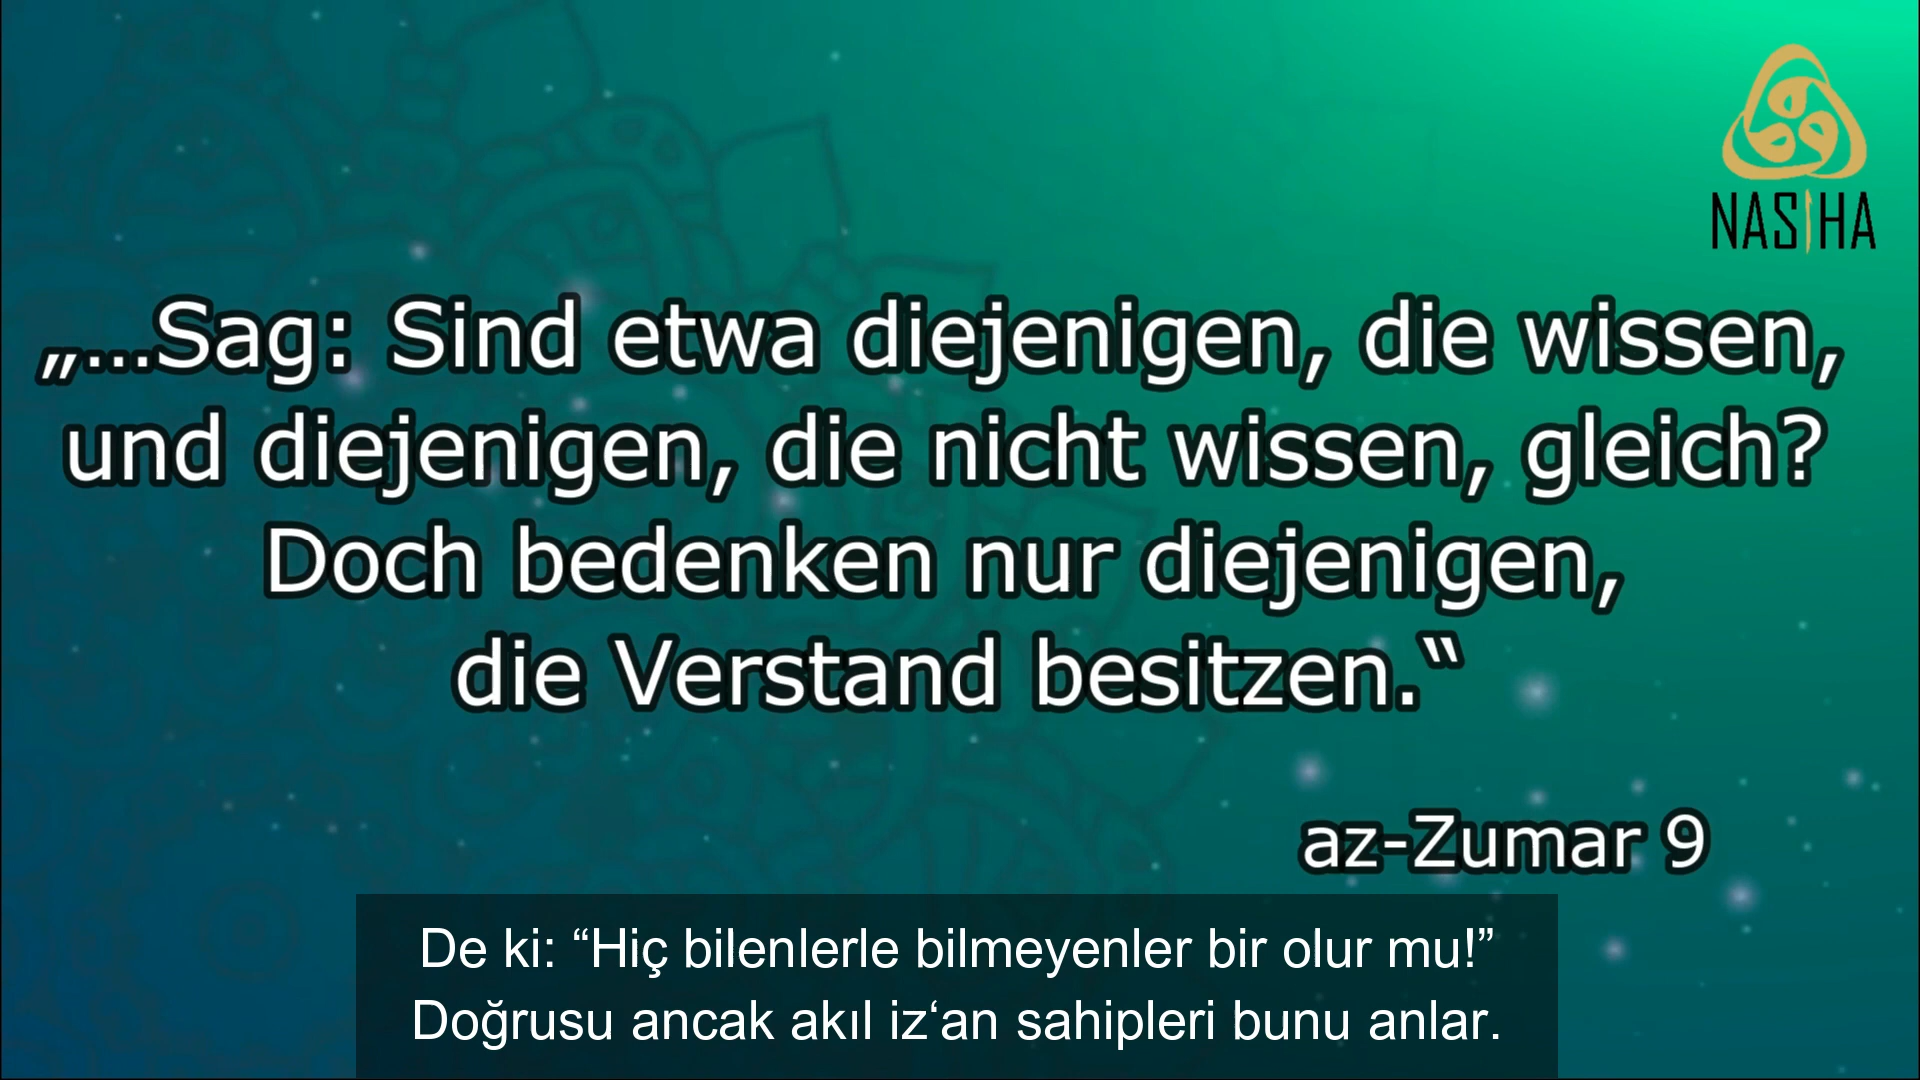 NASIHA
„...Sag: Sind etwa diejenigen, die wissen,
und diejenigen, die nicht wissen, gleich?
Doch bedenken nur diejenigen,
die Verstand besitzen.“
az-Zumar 9
De ki: “Hiç bilenlerle bilmeyenler bir olur mu!”
Doğrusu ancak akıl iz‘an sahipleri bunu anlar.